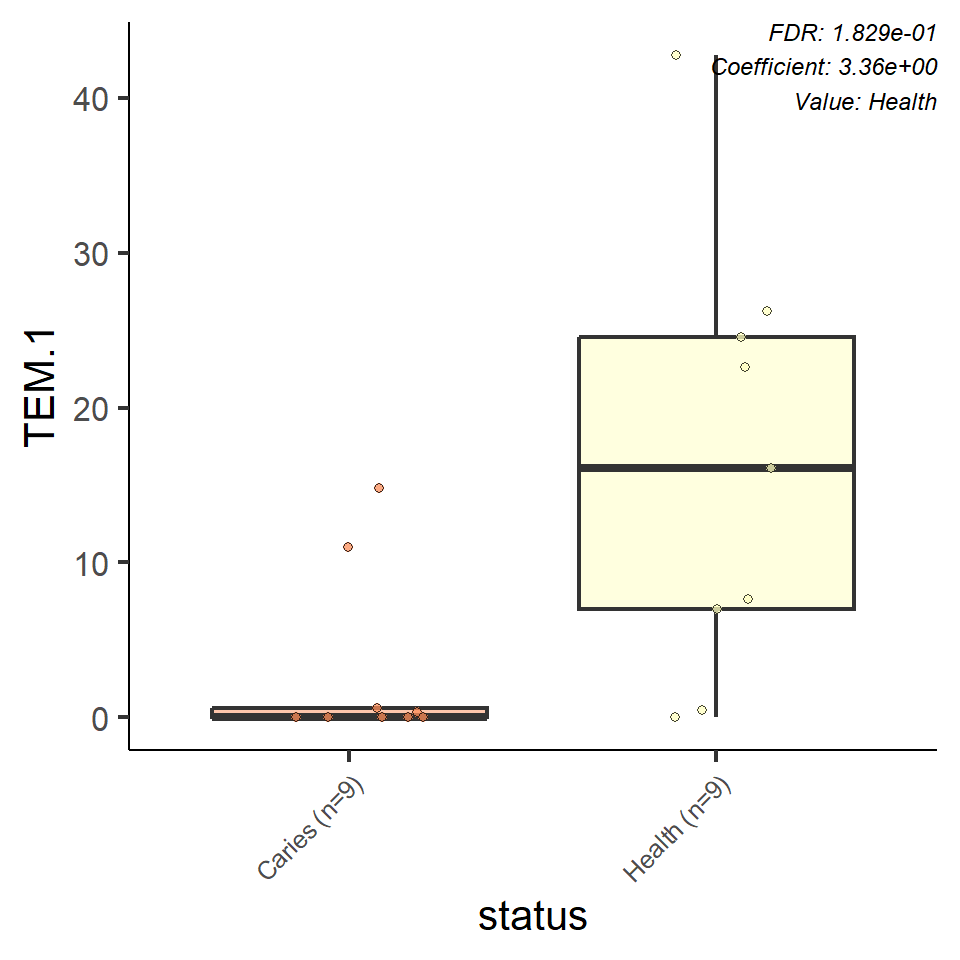 FDR: 1.829e-01
Coefficient: 3.36e+00
Value: Health
40
30
20
10
0
TEM.1
Caries (n=9)
Health (n=9)
status